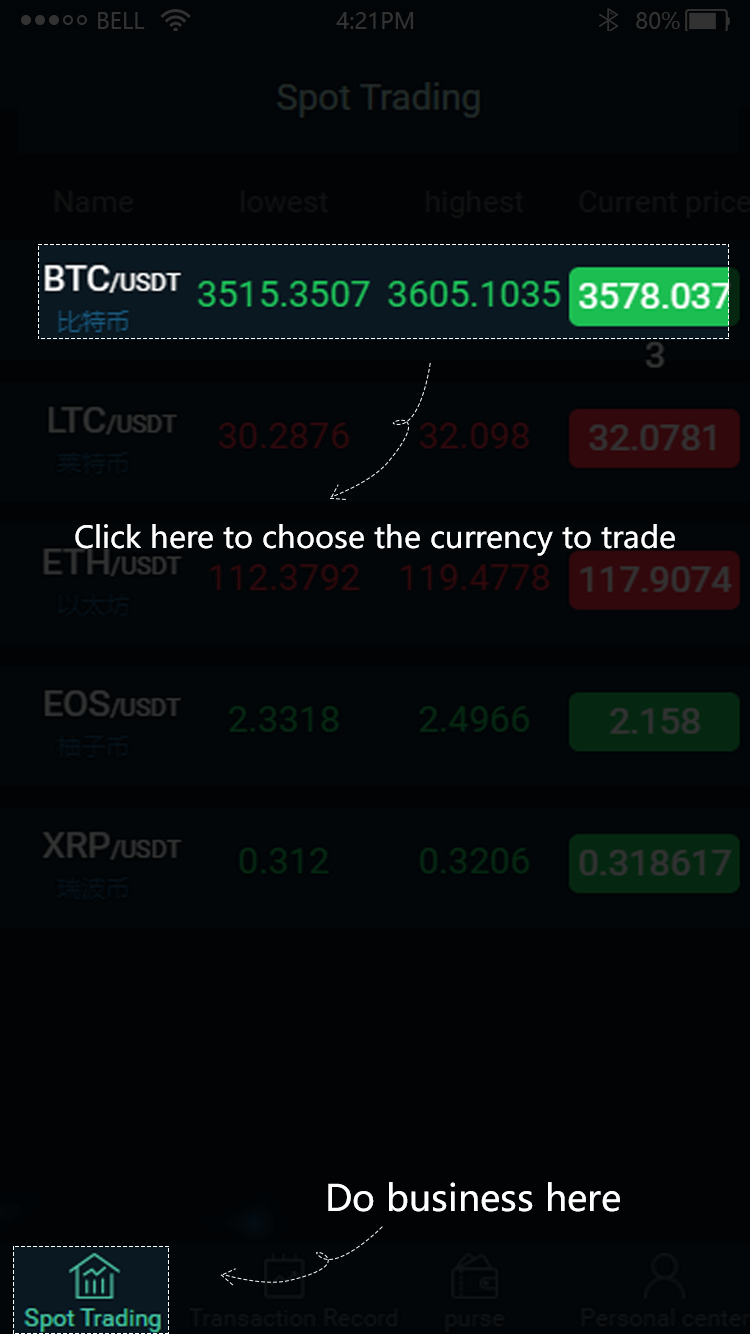 BELL 4:21PM 80%
Spot Trading
Name lowest highest Current price
BTC/USDT 3515.3507 3605.1035 3578.037
比特币
3
LTC/USDT 30.2876 32.098 32.0781
莱特币
Click here to choose the currency to trade
ETH/USDT 112.3792 119.4778 117.9074
以太坊
EOS/USDT 2.3318 2.4966 2.158
柚子币
XRP/USDT 0.312 0.3206 0.318617
瑞波币
Do business here
Spot Trading Transaction Record purse Personal center